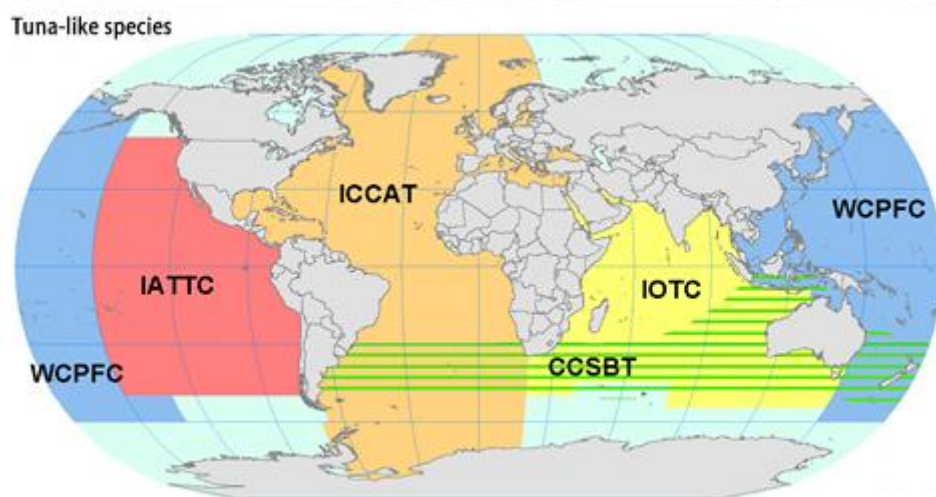 Tuna-like species
ICCAT
WCPFC
IATTC
IOTC
WCPFC
CCSBT